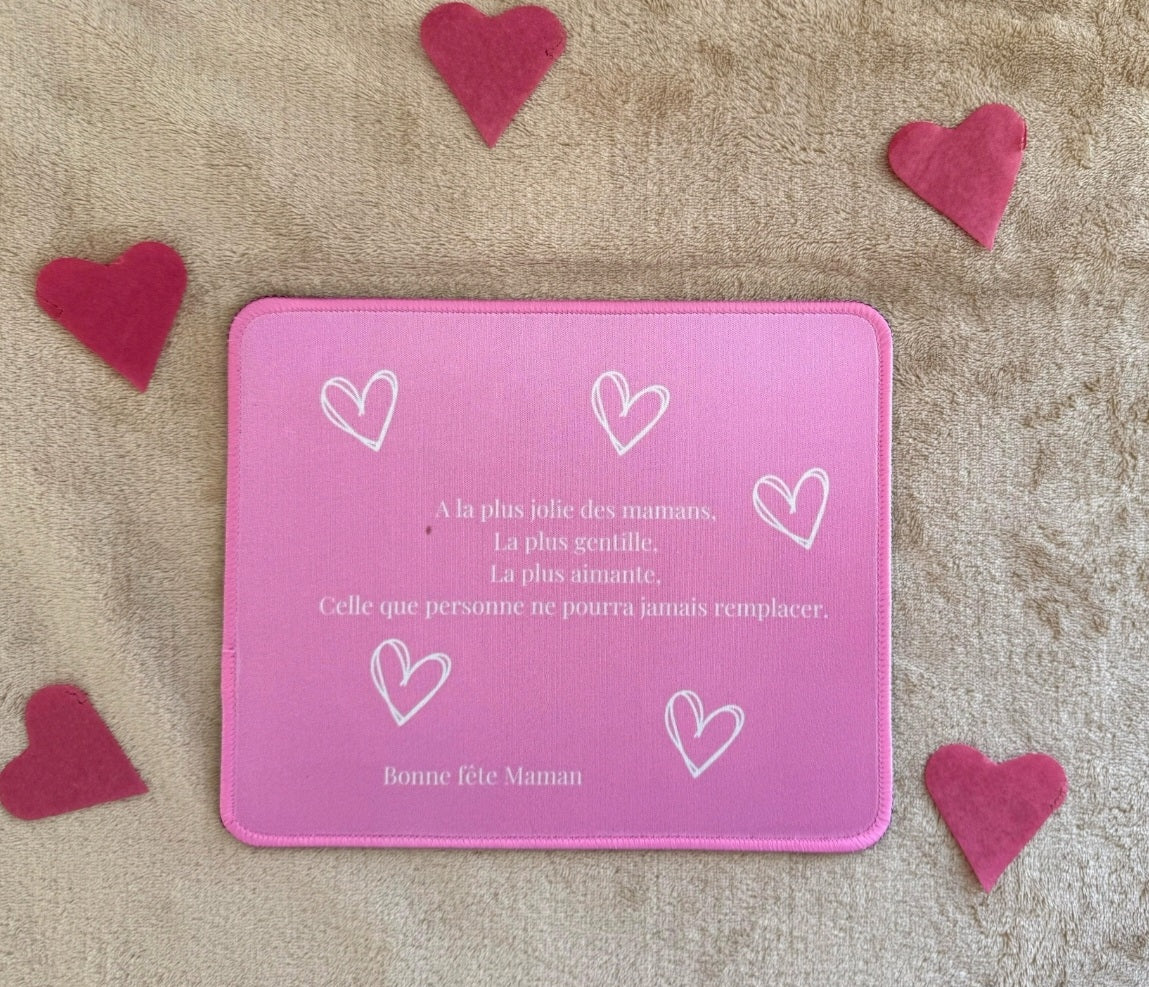 A la plus jolie des mamans,
La plus gentille,
La plus aimante,
Celle que personne ne pourra jamais remplacer.
Bonne fête Maman